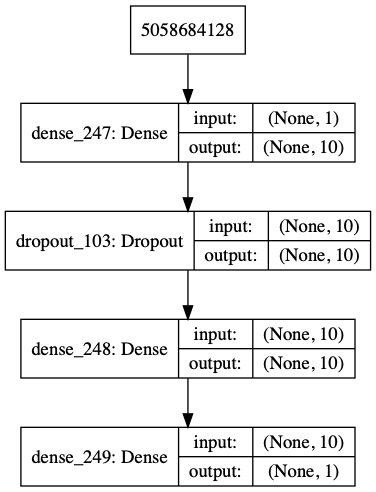 5058684128
dense_247: Dense
input: (None, 1)
output: (None, 10)
dropout_103: Dropout
input: (None, 10)
output: (None, 10)
dense_248: Dense
input: (None, 10)
output: (None, 10)
dense_249: Dense
input: (None, 10)
output: (None, 1)